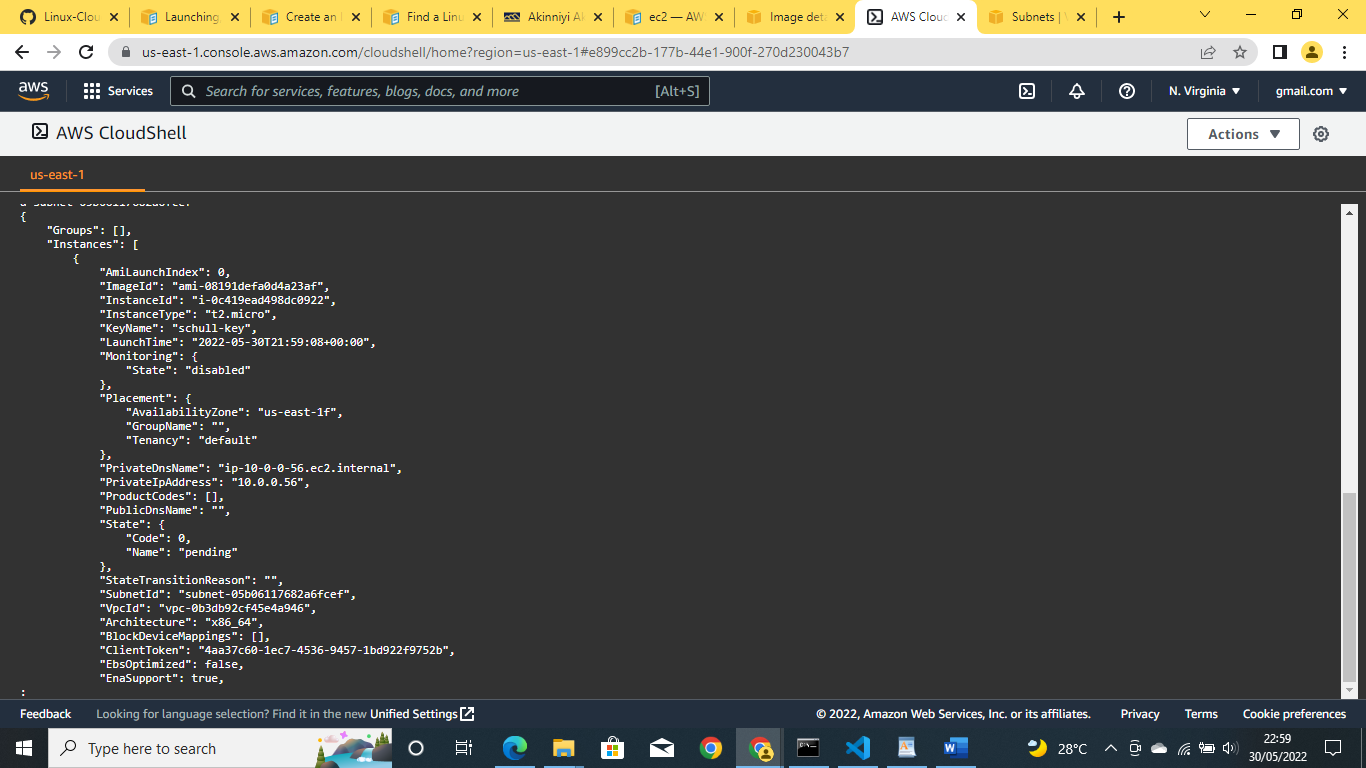 Linux-Clou
Launching
Create an
Find a Linu
Akinniyi Ak
ec2 — AW
Image deta
AWS Clou
Subnets | V
us-east-1.console.aws.amazon.com/cloudshell/home?region=us-east-1#e899cc2b-177b-44e1-900f-270d230043b7
aws
Services
Search for services, features, blogs, docs, and more
[Alt+S]
N. Virginia
gmail.com
AWS CloudShell
Actions
us-east-1
{
"Groups": [],
"Instances": [
{
"AmiLaunchIndex": 0,
"ImageId": "ami-08191defa0d4a23af",
"InstanceId": "i-0c419ead498dc0922",
"InstanceType": "t2.micro",
"KeyName": "schull-key",
"LaunchTime": "2022-05-30T21:59:08+00:00",
"Monitoring": {
"State": "disabled"
},
"Placement": {
"AvailabilityZone": "us-east-1f",
"GroupName": "",
"Tenancy": "default"
},
"PrivateDnsName": "ip-10-0-0-56.ec2.internal",
"PrivateIpAddress": "10.0.0.56",
"ProductCodes": [],
"PublicDnsName": "",
"State": {
"Code": 0,
"Name": "pending"
},
"StateTransitionReason": "",
"SubnetId": "subnet-05b06117682a6fcef",
"VpcId": "vpc-0b3db92cf45e4a946",
"Architecture": "x86_64",
"BlockDeviceMappings": [],
"ClientToken": "4aa37c60-1ec7-4536-9457-1bd922f9752b",
"EbsOptimized": false,
"EnaSupport": true,
:
Feedback
Looking for language selection? Find it in the new Unified Settings
© 2022, Amazon Web Services, Inc. or its affiliates.
Privacy
Terms
Cookie preferences
Type here to search
28°C
22:59
30/05/2022